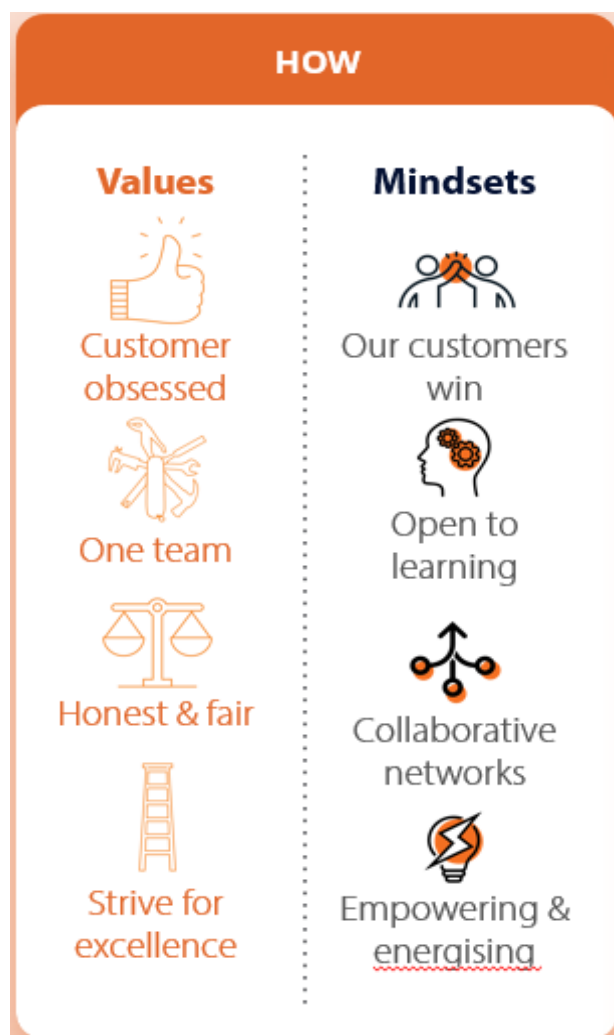 HOW
Values
Customer
obsessed
One team
Honest & fair
Strive for
excellence
Mindsets
Our customers
win
Open to
learning
Collaborative
networks
Empowering &
energising